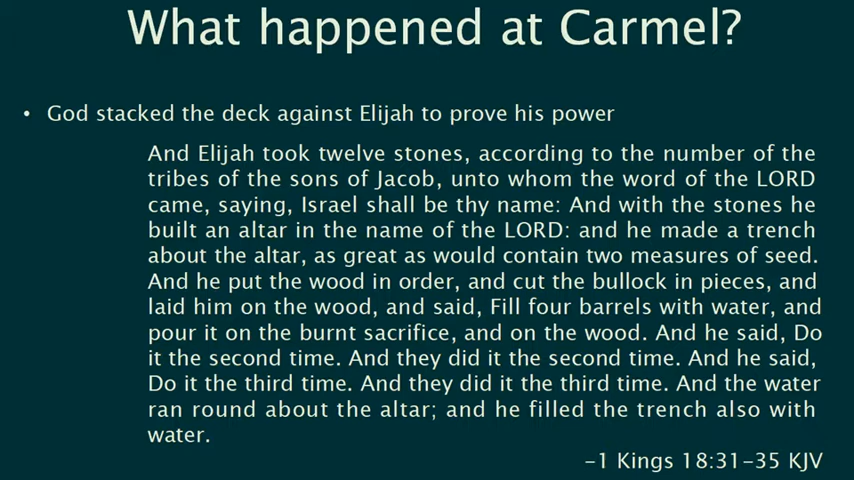 What happened at Carmel?
• God stacked the deck against Elijah to prove his power
And Elijah took twelve stones, according to the number of the
tribes of the sons of Jacob, unto whom the word of the LORD
came, saying, Israel shall be thy name: And with the stones he
built an altar in the name of the LORD: and he made a trench
about the altar, as great as would contain two measures of seed.
And he put the wood in order, and cut the bullock in pieces, and
laid him on the wood, and said, Fill four barrels with water, and
pour it on the burnt sacrifice, and on the wood. And he said, Do
it the second time. And they did it the second time. And he said,
Do it the third time. And they did it the third time. And the water
ran round about the altar; and he filled the trench also with
water.
-1 Kings 18:31-35 KJV